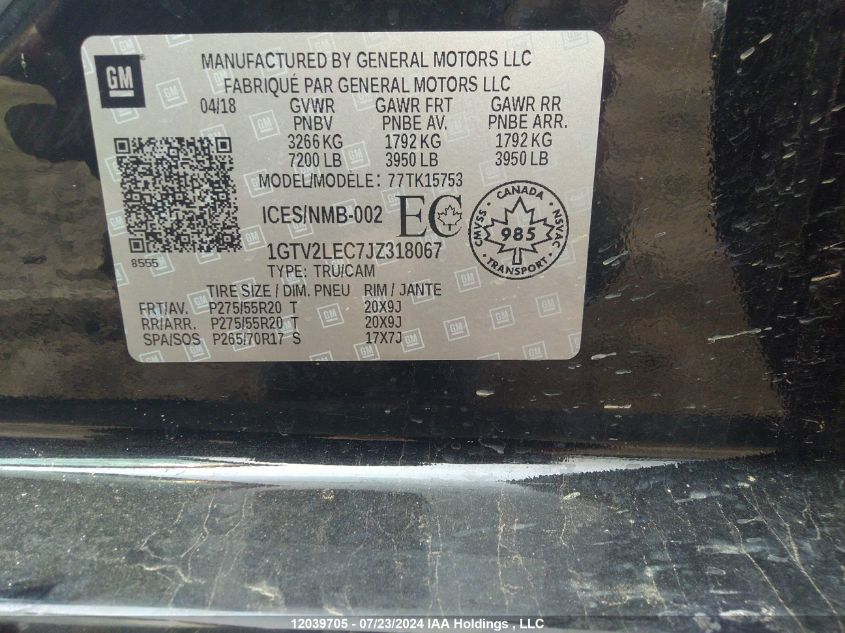 GM
MANUFACTURED BY GENERAL MOTORS LLC
FABRIQUÉ PAR GENERAL MOTORS LLC
04/18 GVWR GAWR FRT GAWR RR
PNBV PNBE AV. PNBE ARR.
3266 KG 1792 KG 1792 KG
7200 LB 3950 LB 3950 LB
MODEL/MODÈLE: 77TK15753
ICES/NMB-002 EC
CANADA
CMVSS 985 NSVAC
TRANSPORT
8555
1GTV2LEC7JZ318067
TYPE: TRU/CAM
TIRE SIZE / DIM. PNEU RIM / JANTE
FRT/AV. P275/55R20 T 20X9J
RR/ARR. P275/55R20 T 20X9J
SPA/SOS P265/70R17 S 17X7J
12039705 - 07/23/2024 IAA Holdings , LLC